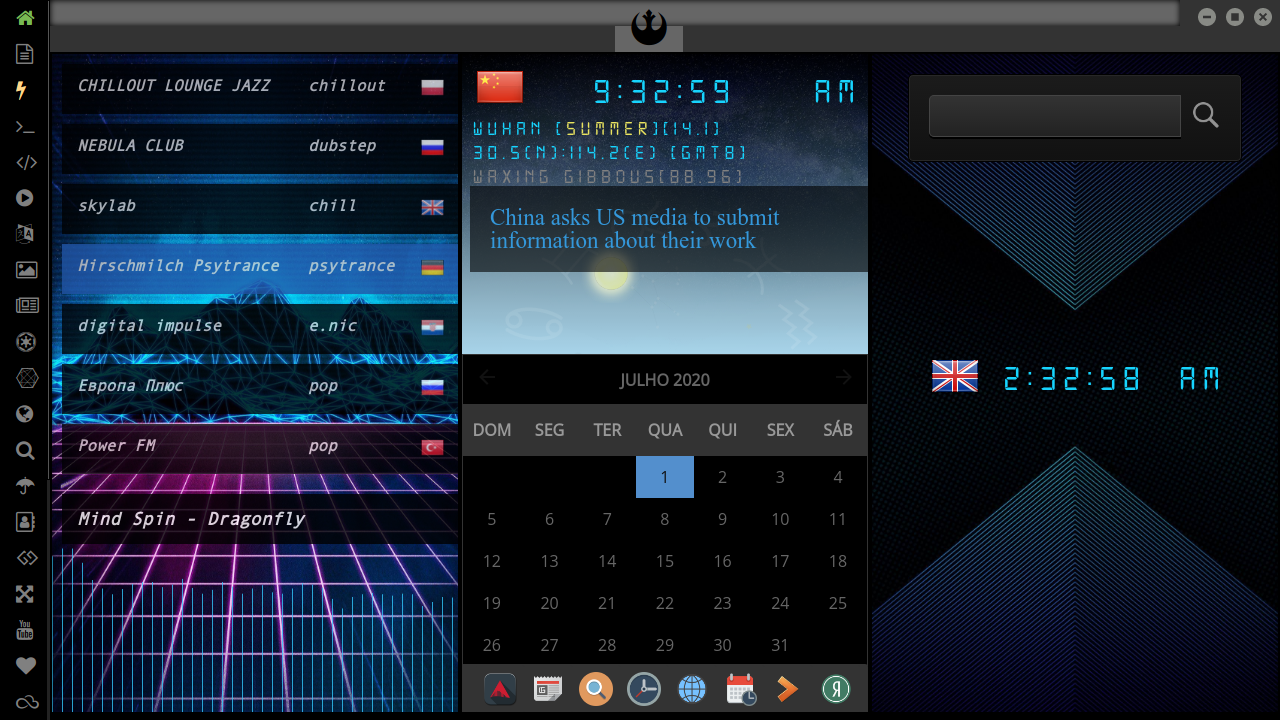 CHILLOUT LOUNGE JAZZ chillout
NEBULA CLUB dubstep
skylab chill
Hirschmilch Psytrance psytrance
digital impulse e.nic
Европа Плюс pop
Power FM pop
Mind Spin - Dragonfly
9:32:59 AM
WUHAN [SUMMER][14.1]
30.5(N):114.2(E) [GMT8]
WAXING GIBBOUS[88.96]
China asks US media to submit
information about their work
JULHO 2020
DOM SEG TER QUA QUI SEX SÁB
1 2 3 4
5 6 7 8 9 10 11
12 13 14 15 16 17 18
19 20 21 22 23 24 25
26 27 28 29 30 31
2:32:58 AM
You
Tube
Я